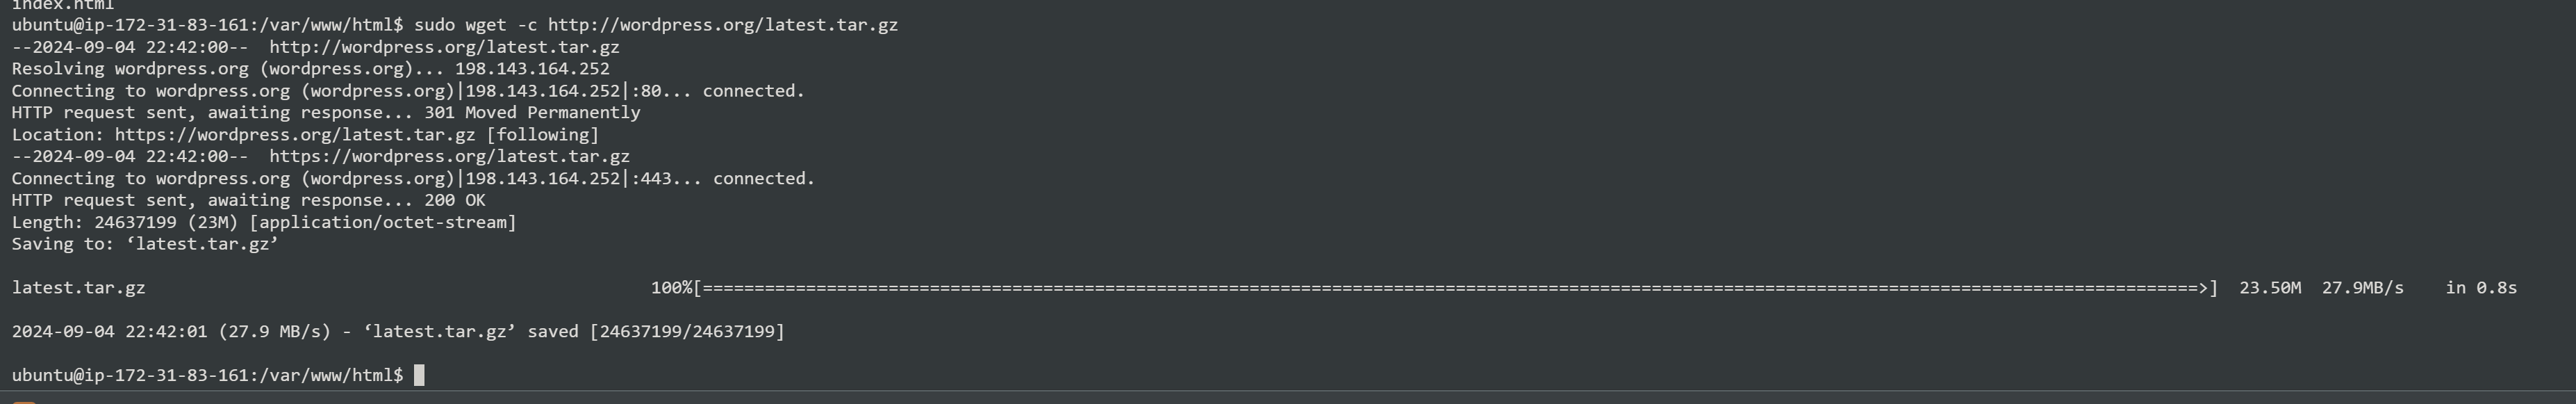 index.html
ubuntu@ip-172-31-83-161:/var/www/html$ sudo wget -c http://wordpress.org/latest.tar.gz
--2024-09-04 22:42:00--  http://wordpress.org/latest.tar.gz
Resolving wordpress.org (wordpress.org)... 198.143.164.252
Connecting to wordpress.org (wordpress.org)|198.143.164.252|:80... connected.
HTTP request sent, awaiting response... 301 Moved Permanently
Location: https://wordpress.org/latest.tar.gz [following]
--2024-09-04 22:42:00--  https://wordpress.org/latest.tar.gz
Connecting to wordpress.org (wordpress.org)|198.143.164.252|:443... connected.
HTTP request sent, awaiting response... 200 OK
Length: 24637199 (23M) [application/octet-stream]
Saving to: ‘latest.tar.gz’
latest.tar.gz 100%[=================================================================================================================================================>] 23.50M 27.9MB/s in 0.8s
2024-09-04 22:42:01 (27.9 MB/s) - ‘latest.tar.gz’ saved [24637199/24637199]
ubuntu@ip-172-31-83-161:/var/www/html$